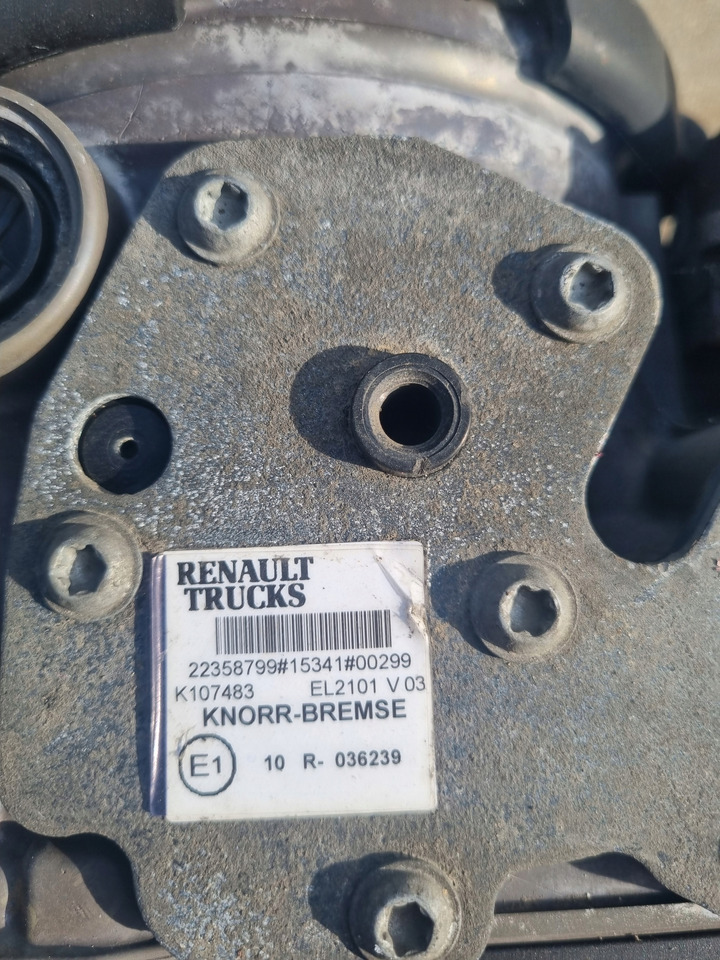 RENAULT
TRUCKS
22358799#15341#00299
K107483 EL2101 V 03
KNORR-BREMSE
E1 10 R- 036239